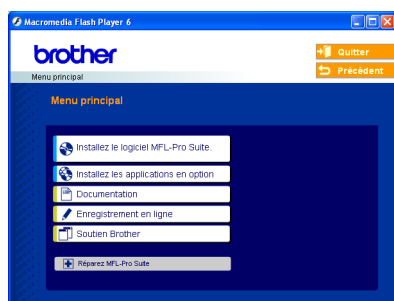 Macromedia Flash Player 6
brother
Quitter
Précédent
Menu principal
Menu principal
Installez le logiciel MFL-Pro Suite.
Installez les applications en option
Documentation
Enregistrement en ligne
Soutien Brother
Réparez MFL-Pro Suite